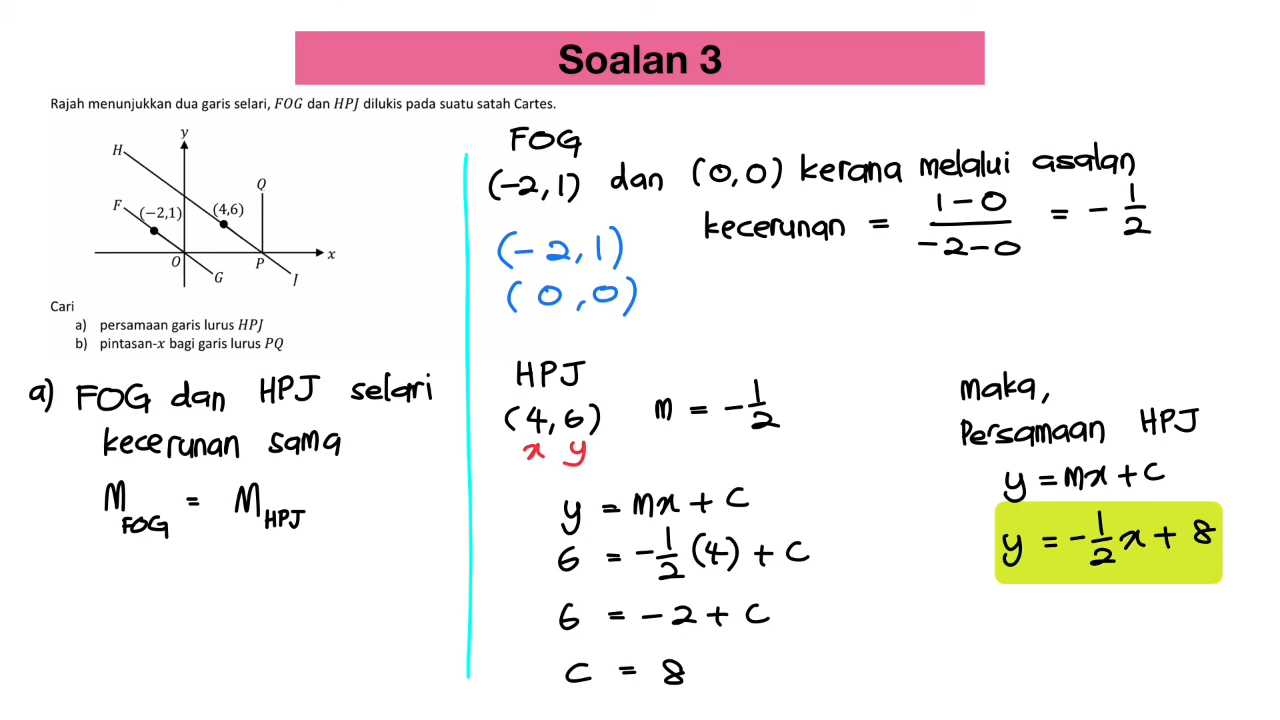 Soalan 3
Rajah menunjukkan dua garis selari, FOG dan HPJ dilukis pada suatu satah Cartes.
y
H
Q
F
(−2,1)
(4,6)
x
O
P
G
J
Cari
a) persamaan garis lurus HPJ
b) pintasan-x bagi garis lurus PQ
a) FOG dan HPJ selari
kecerunan sama
M_FOG = M_HPJ
FOG
(-2,1) dan (0,0) kerana melalui asalan
kecerunan = (1-0)/(-2-0) = -1/2
(-2,1)
(0,0)
HPJ
(4,6) m = -1/2
x y
y = mx + c
6 = -1/2 (4) + c
6 = -2 + c
c = 8
maka,
Persamaan HPJ
y = mx + c
y = -1/2 x + 8